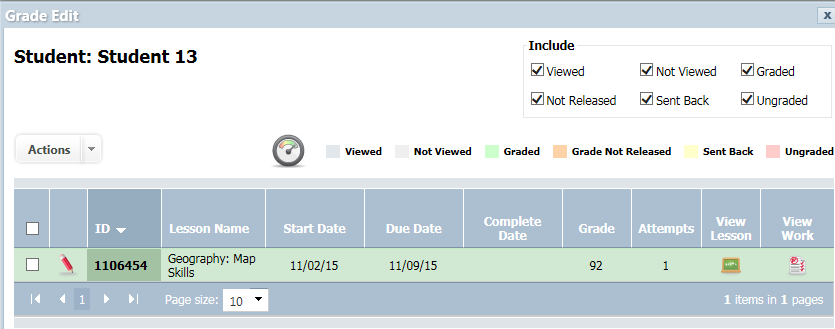 Grade Edit
x
Student: Student 13
Include
Viewed Not Viewed Graded
Not Released Sent Back Ungraded
Actions
Viewed Not Viewed Graded Grade Not Released Sent Back Ungraded
ID Lesson Name Start Date Due Date Complete Date Grade Attempts View Lesson View Work
1106454 Geography: Map Skills 11/02/15 11/09/15 92 1
1 Page size: 10 1 items in 1 pages